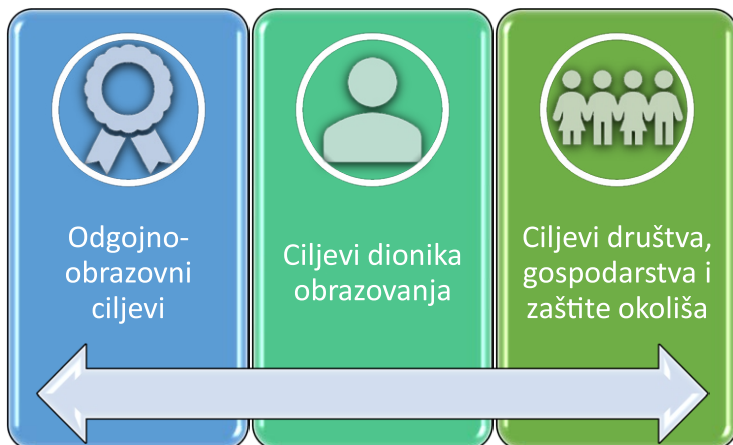 Odgojno-
obrazovni
ciljevi
Ciljevi dionika
obrazovanja
Ciljevi društva,
gospodarstva i
zaštite okoliša